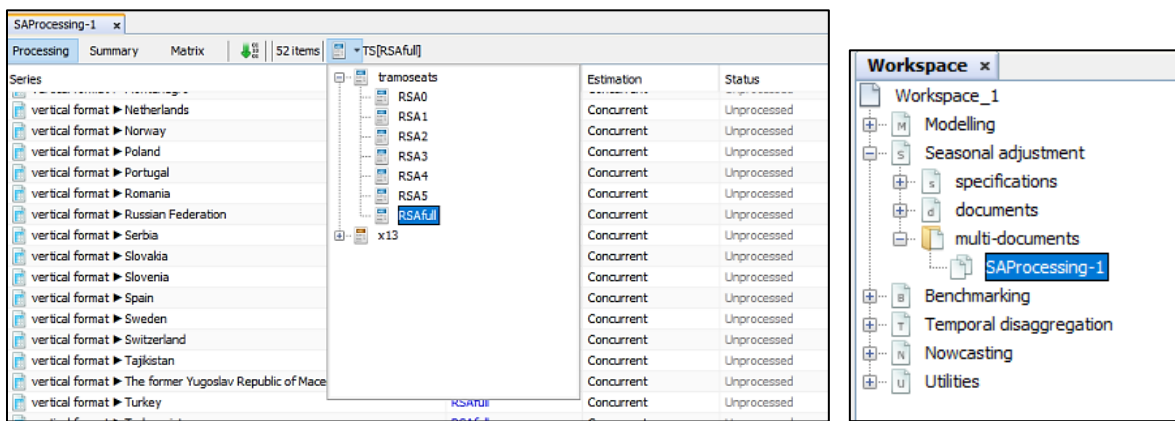 SAProcessing-1 x
Processing Summary Matrix 52 items TS[RSAfull]
Series Estimation Status
tramoseats
RSA0
RSA1
RSA2
RSA3
RSA4
RSA5
RSAfull
x13
vertical format ► Netherlands Concurrent Unprocessed
vertical format ► Norway Concurrent Unprocessed
vertical format ► Poland Concurrent Unprocessed
vertical format ► Portugal Concurrent Unprocessed
vertical format ► Romania Concurrent Unprocessed
vertical format ► Russian Federation Concurrent Unprocessed
vertical format ► Serbia Concurrent Unprocessed
vertical format ► Slovakia Concurrent Unprocessed
vertical format ► Slovenia Concurrent Unprocessed
vertical format ► Spain Concurrent Unprocessed
vertical format ► Sweden Concurrent Unprocessed
vertical format ► Switzerland Concurrent Unprocessed
vertical format ► Tajikistan Concurrent Unprocessed
vertical format ► The former Yugoslav Republic of Mace Concurrent Unprocessed
vertical format ► Turkey RSAfull Concurrent Unprocessed
Workspace x
Workspace_1
M Modelling
S Seasonal adjustment
s specifications
d documents
multi-documents
SAProcessing-1
B Benchmarking
T Temporal disaggregation
N Nowcasting
U Utilities